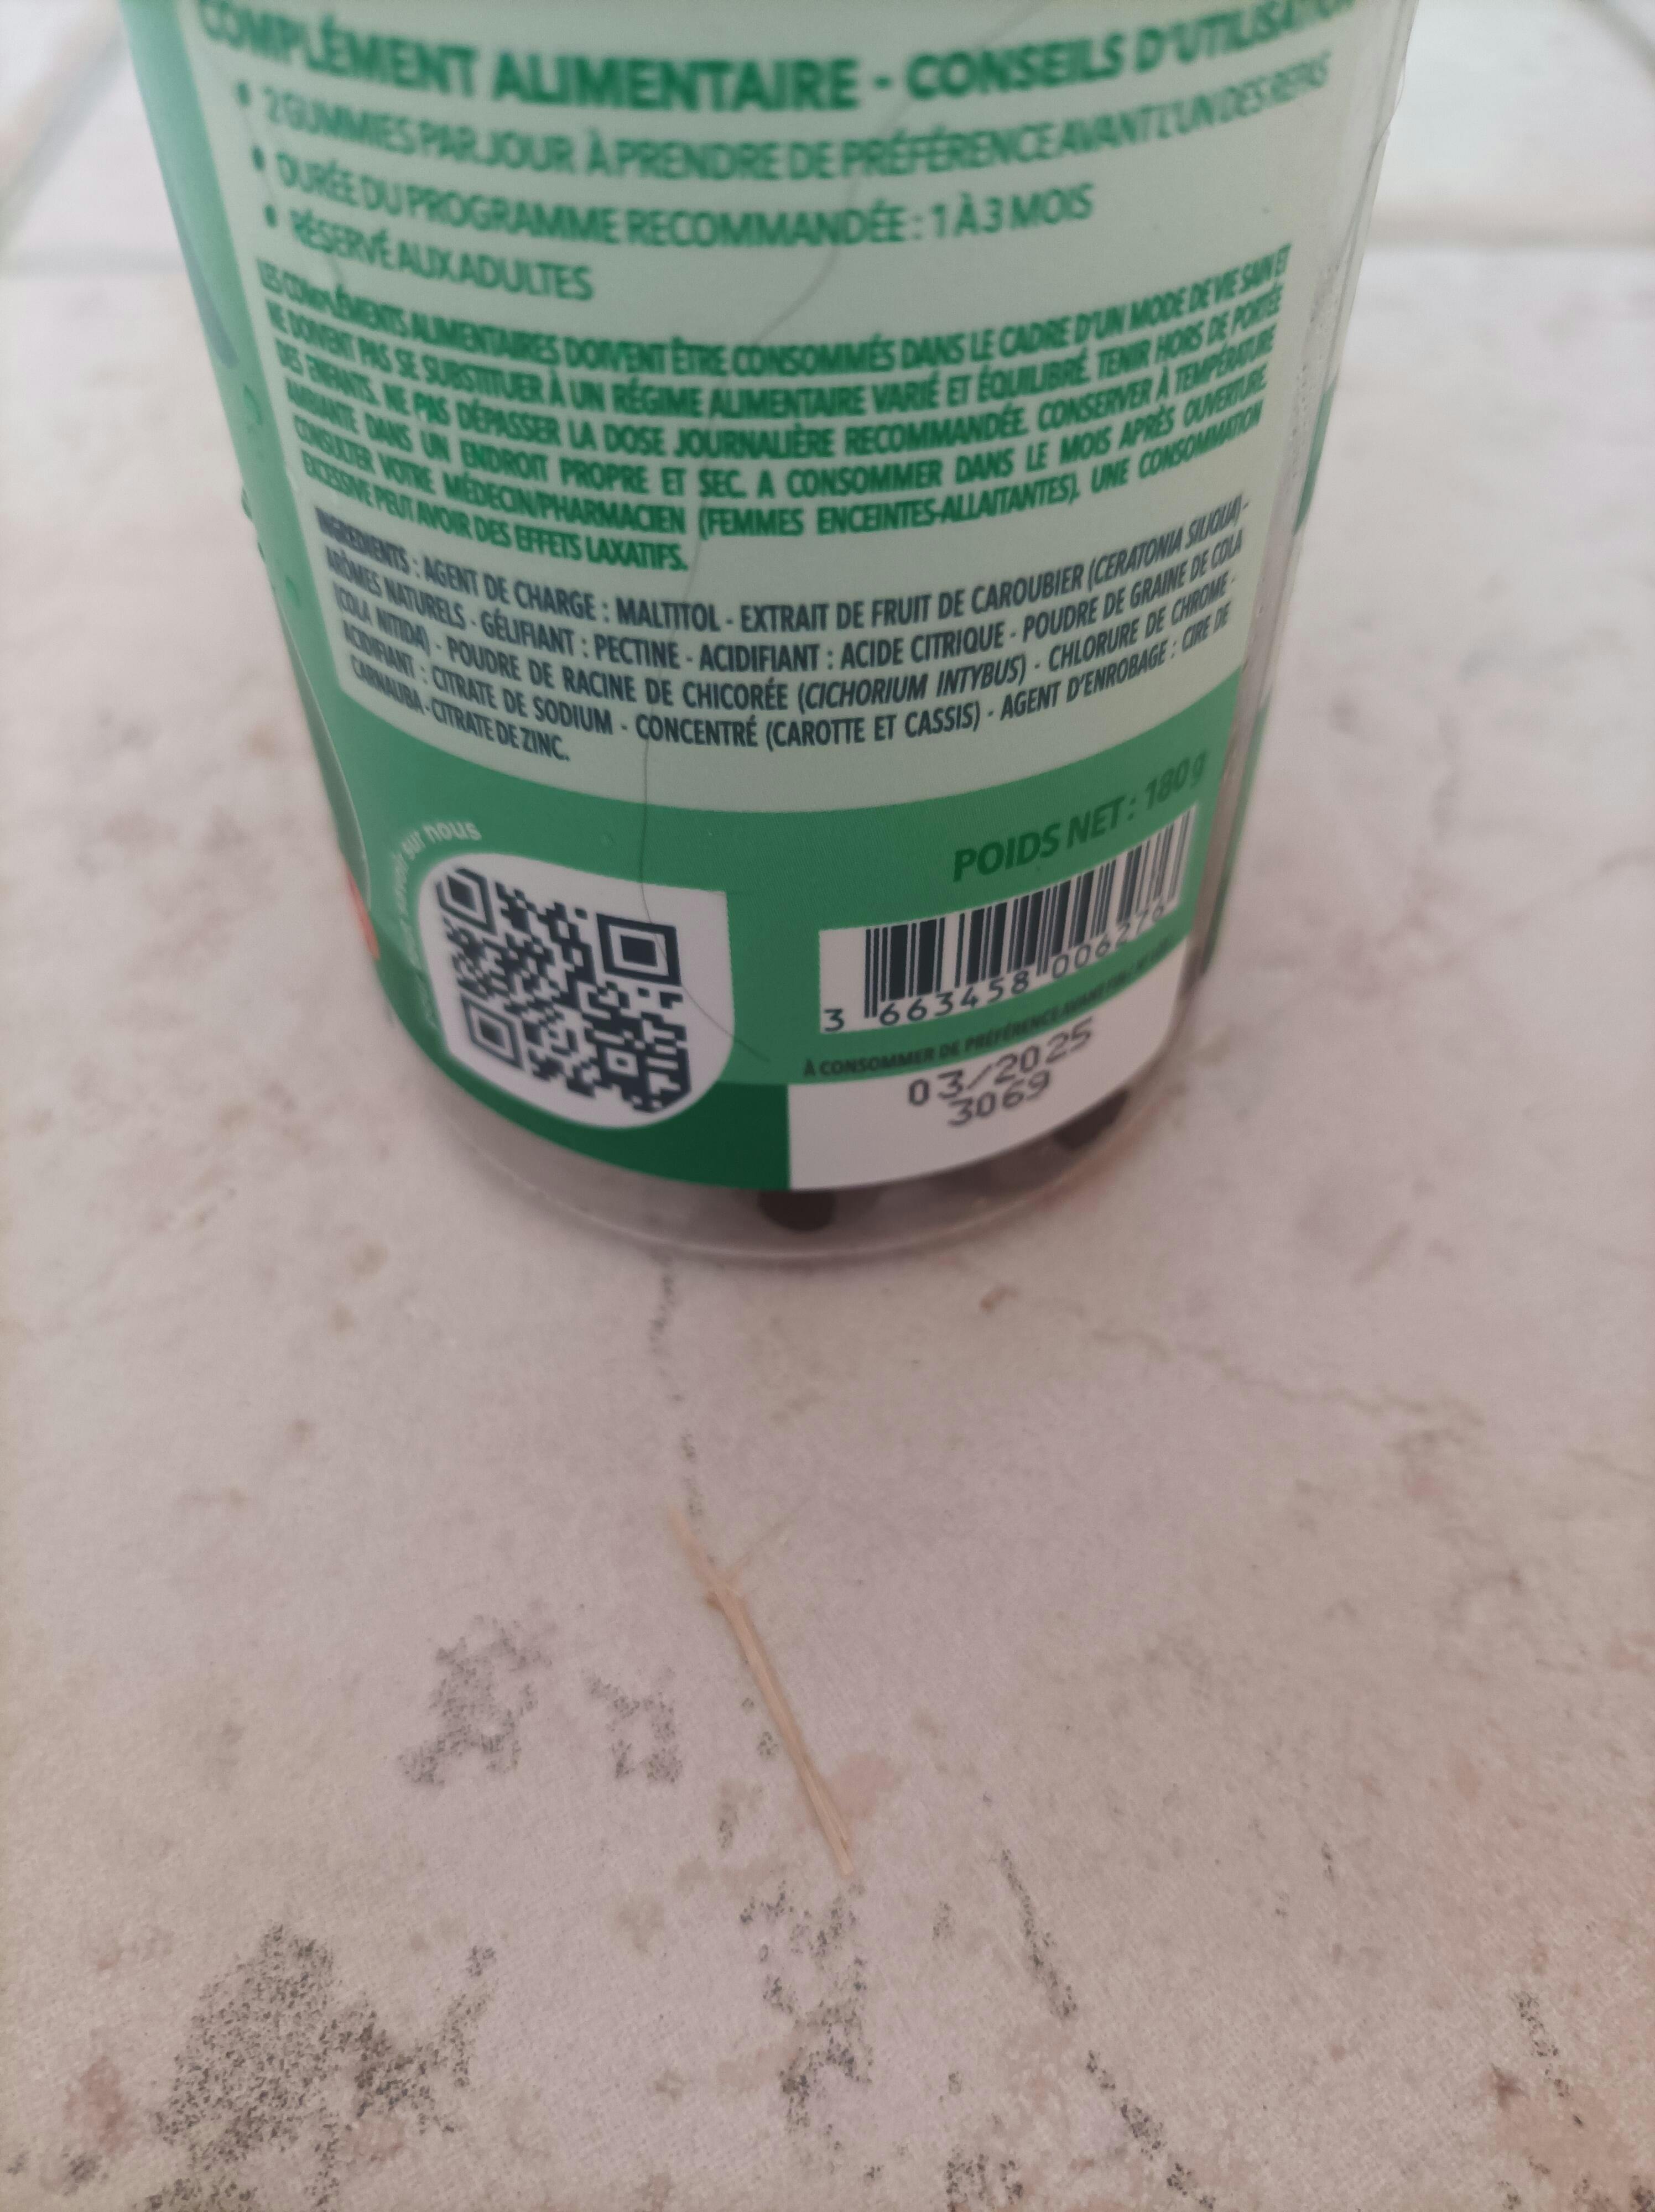 COMPLÉMENT ALIMENTAIRE - CONSEILS D'UTILISATION
• 2 GUMMIES PAR JOUR À PRENDRE DE PRÉFÉRENCE AVANT L'UN DES REPAS
• DURÉE DU PROGRAMME RECOMMANDÉE : 1 À 3 MOIS
• RÉSERVÉ AUX ADULTES
LES COMPLÉMENTS ALIMENTAIRES DOIVENT ÊTRE CONSOMMÉS DANS LE CADRE D'UN MODE DE VIE SAIN ET
NE DOIVENT PAS SE SUBSTITUER À UN RÉGIME ALIMENTAIRE VARIÉ ET ÉQUILIBRÉ. TENIR HORS DE PORTÉE
DES ENFANTS. NE PAS DÉPASSER LA DOSE JOURNALIÈRE RECOMMANDÉE. CONSERVER À TEMPÉRATURE
AMBIANTE DANS UN ENDROIT PROPRE ET SEC. A CONSOMMER DANS LE MOIS APRÈS OUVERTURE.
CONSULTER VOTRE MÉDECIN/PHARMACIEN (FEMMES ENCEINTES-ALLAITANTES). UNE CONSOMMATION
EXCESSIVE PEUT AVOIR DES EFFETS LAXATIFS.
INGRÉDIENTS : AGENT DE CHARGE : MALTITOL - EXTRAIT DE FRUIT DE CAROUBIER (CERATONIA SILIQUA) -
ARÔMES NATURELS - GÉLIFIANT : PECTINE - ACIDIFIANT : ACIDE CITRIQUE - POUDRE DE GRAINE DE COLA
(COLA NITIDA) - POUDRE DE RACINE DE CHICORÉE (CICHORIUM INTYBUS) - CHLORURE DE CHROME -
ACIDIFIANT : CITRATE DE SODIUM - CONCENTRÉ (CAROTTE ET CASSIS) - AGENT D'ENROBAGE : CIRE DE
CARNAUBA - CITRATE DE ZINC.
POIDS NET : 180 g
savoir sur nous
3 663458 006270
À CONSOMMER DE PRÉFÉRENCE AVANT
03/2025
3069